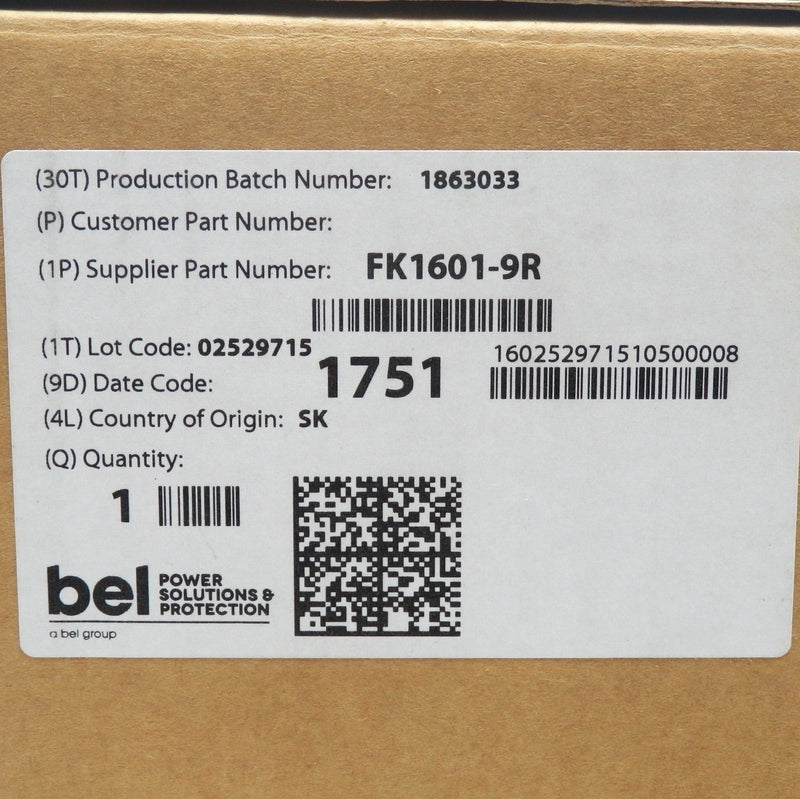 (30T) Production Batch Number: 1863033
(P) Customer Part Number:
(1P) Supplier Part Number: FK1601-9R
(1T) Lot Code: 02529715
160252971510500008
(9D) Date Code: 1751
(4L) Country of Origin: SK
(Q) Quantity:
1
bel POWER
SOLUTIONS &
PROTECTION
a bel group